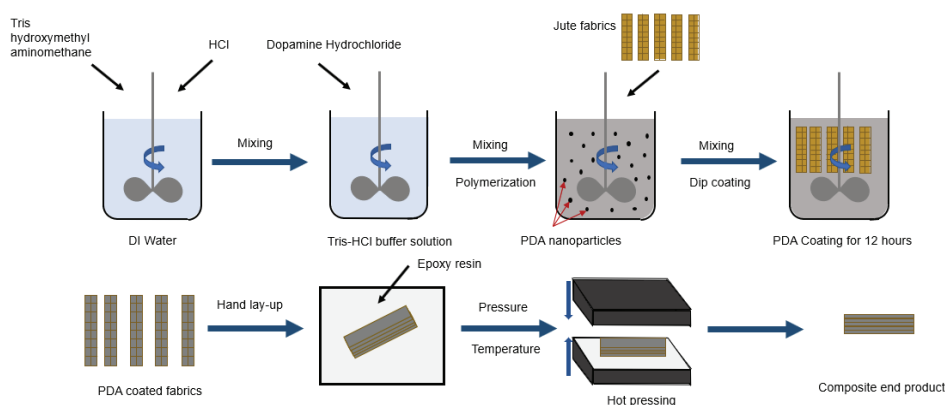 Tris
hydroxymethyl
aminomethane
HCl
Dopamine Hydrochloride
Jute fabrics
Mixing
Mixing
Polymerization
Mixing
Dip coating
DI Water
Tris-HCl buffer solution
PDA nanoparticles
PDA Coating for 12 hours
Epoxy resin
Hand lay-up
Pressure
Temperature
PDA coated fabrics
Hot pressing
Composite end product